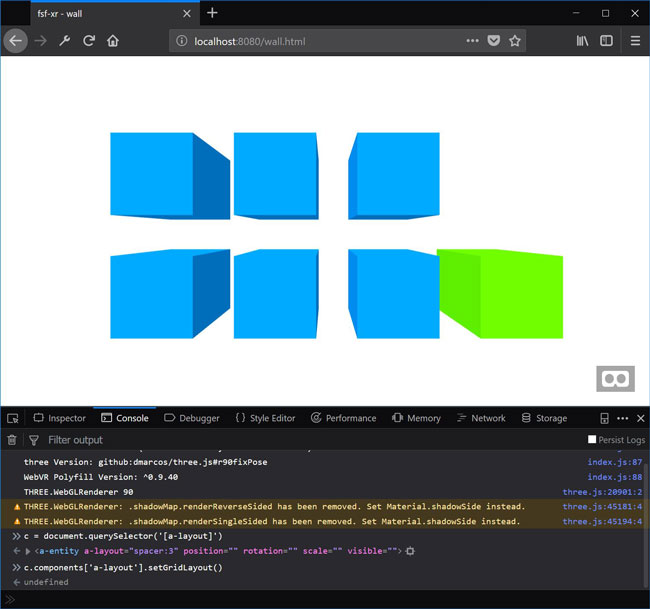 fsf-xr - wall
localhost:8080/wall.html
Inspector Console Debugger Style Editor Performance Memory Network Storage
Filter output Persist Logs
three Version: github:dmarcos/three.js#r90fixPose index.js:87
WebVR Polyfill Version: ^0.9.40 index.js:88
THREE.WebGLRenderer 90 three.js:20901:2
THREE.WebGLRenderer: .shadowMap.renderReverseSided has been removed. Set Material.shadowSide instead. three.js:45181:4
THREE.WebGLRenderer: .shadowMap.renderSingleSided has been removed. Set Material.shadowSide instead. three.js:45194:4
c = document.querySelector('[a-layout]')
<a-entity a-layout="spacer:3" position="" rotation="" scale="" visible="">
c.components['a-layout'].setGridLayout()
undefined